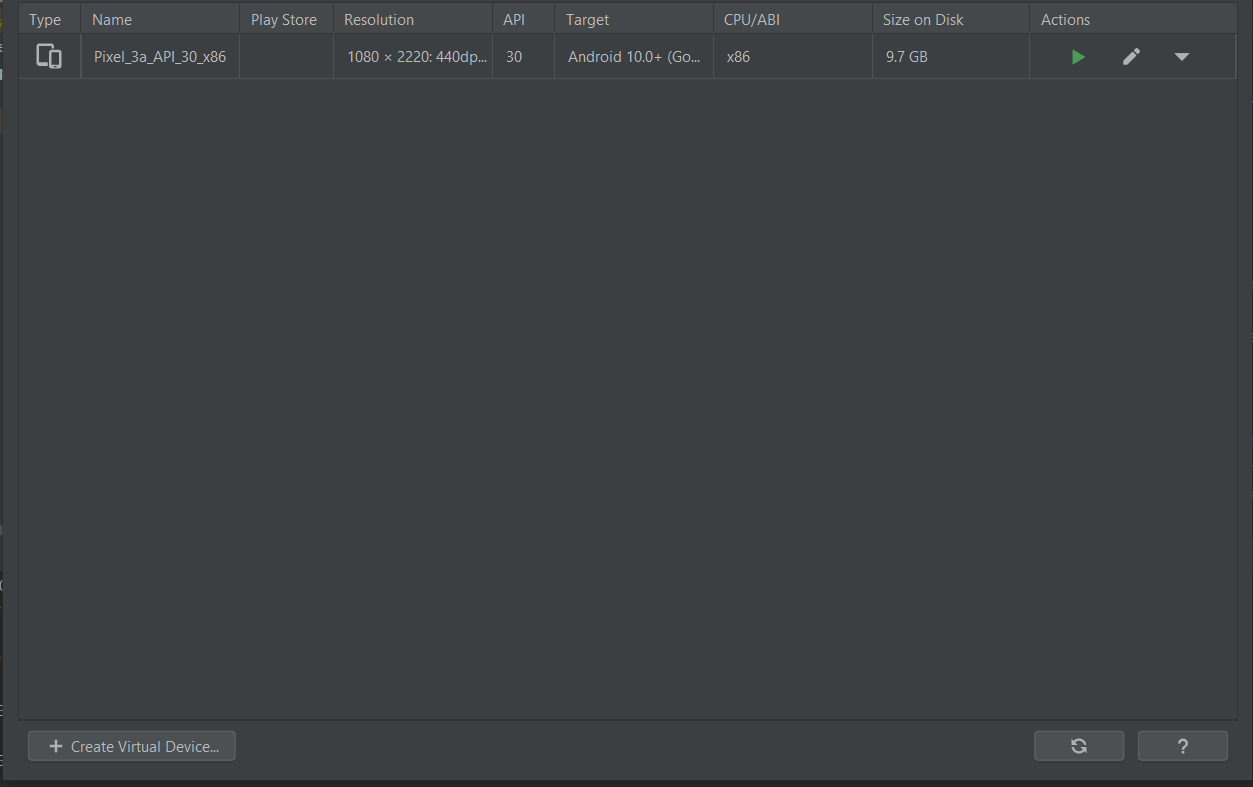 Type Name Play Store Resolution API Target CPU/ABI Size on Disk Actions
Pixel_3a_API_30_x86 1080 × 2220: 440dp... 30 Android 10.0+ (Go... x86 9.7 GB
+ Create Virtual Device...
?